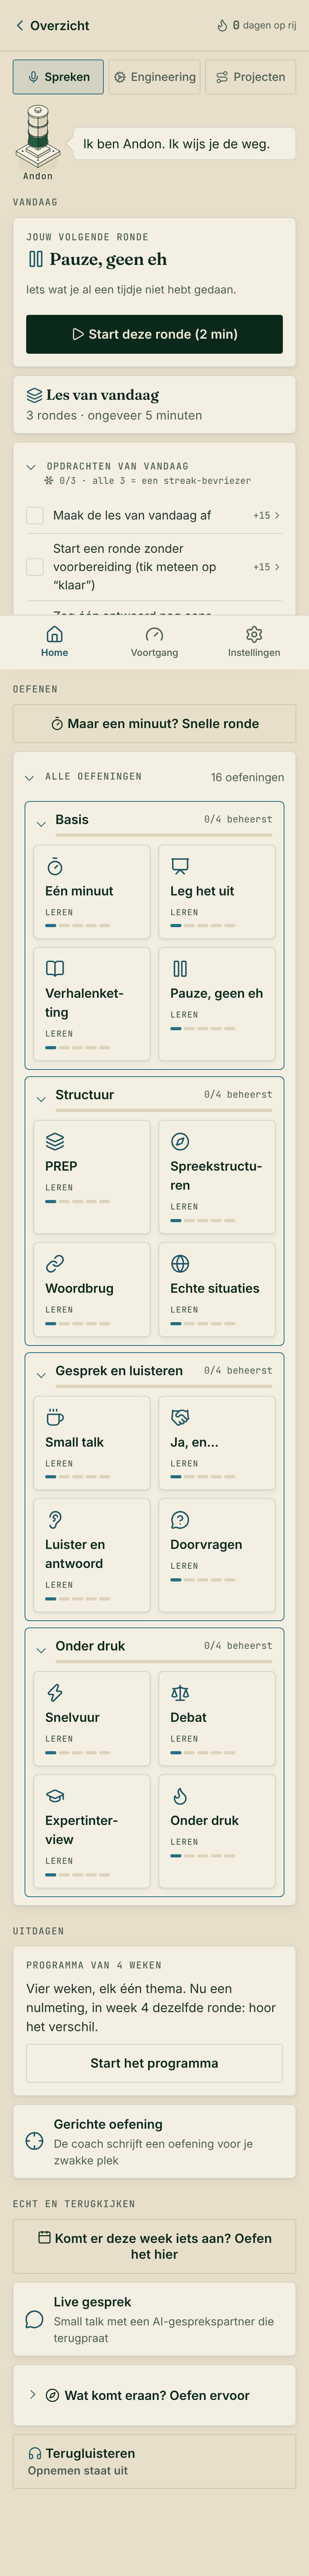 Overzicht
0 dagen op rij
Spreken
Engineering
Projecten
Ik ben Andon. Ik wijs je de weg.
Andon
VANDAAG
JOUW VOLGENDE RONDE
Pauze, geen eh
Iets wat je al een tijdje niet hebt gedaan.
Start deze ronde (2 min)
Les van vandaag
3 rondes · ongeveer 5 minuten
OPDRACHTEN VAN VANDAAG
0/3 · alle 3 = een streak-bevriezer
Maak de les van vandaag af
+15
Start een ronde zonder
voorbereiding (tik meteen op
“klaar”)
+15
Home
Voortgang
Instellingen
OEFENEN
Maar een minuut? Snelle ronde
ALLE OEFENINGEN
16 oefeningen
Basis
0/4 beheerst
Eén minuut
LEREN
Leg het uit
LEREN
Verhalenket-
ting
LEREN
Pauze, geen eh
LEREN
Structuur
0/4 beheerst
PREP
LEREN
Spreekstructu-
ren
LEREN
Woordbrug
LEREN
Echte situaties
LEREN
Gesprek en luisteren
0/4 beheerst
Small talk
LEREN
Ja, en...
LEREN
Luister en
antwoord
LEREN
Doorvragen
LEREN
Onder druk
0/4 beheerst
Snelvuur
LEREN
Debat
LEREN
Expertinter-
view
LEREN
Onder druk
LEREN
UITDAGEN
PROGRAMMA VAN 4 WEKEN
Vier weken, elk één thema. Nu een
nulmeting, in week 4 dezelfde ronde: hoor
het verschil.
Start het programma
Gerichte oefening
De coach schrijft een oefening voor je
zwakke plek
ECHT EN TERUGKIJKEN
Komt er deze week iets aan? Oefen
het hier
Live gesprek
Small talk met een AI-gesprekspartner die
terugpraat
Wat komt eraan? Oefen ervoor
Terugluisteren
Opnemen staat uit